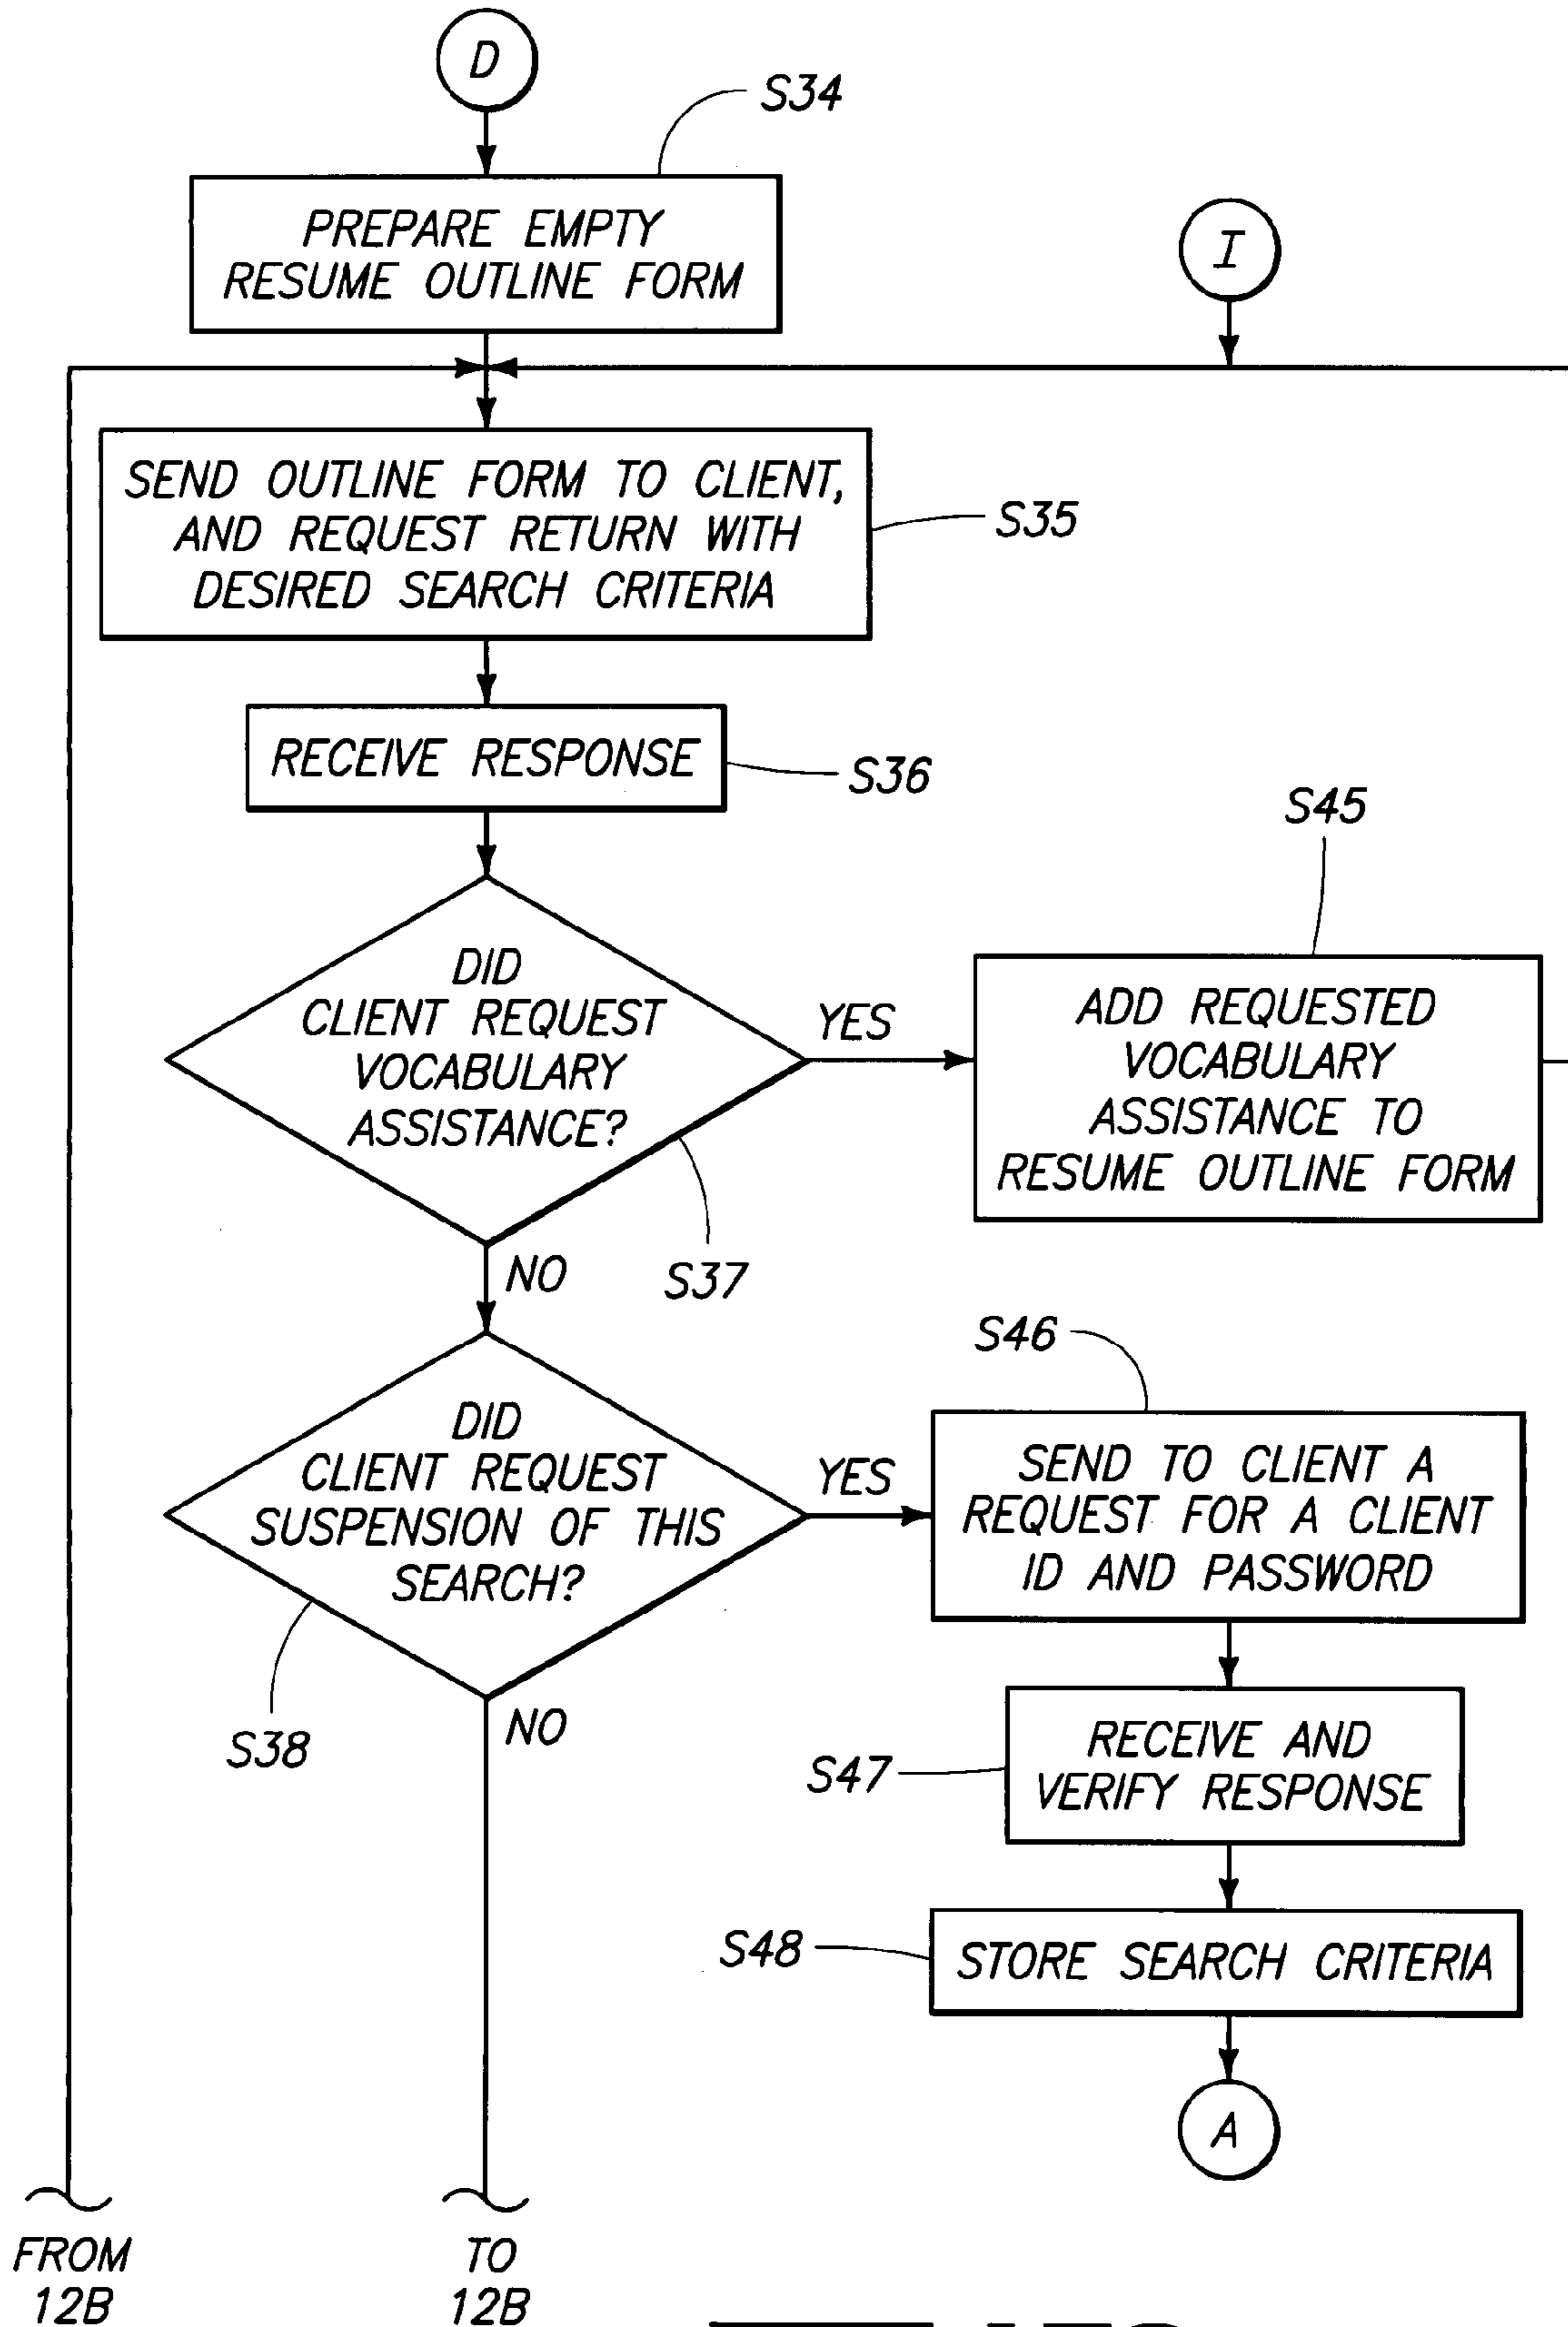 D
S34
PREPARE EMPTY
RESUME OUTLINE FORM
I
SEND OUTLINE FORM TO CLIENT,
AND REQUEST RETURN WITH
DESIRED SEARCH CRITERIA
S35
RECEIVE RESPONSE
S36
DID
CLIENT REQUEST
VOCABULARY
ASSISTANCE?
S37
YES
NO
S45
ADD REQUESTED
VOCABULARY
ASSISTANCE TO
RESUME OUTLINE FORM
DID
CLIENT REQUEST
SUSPENSION OF THIS
SEARCH?
S38
YES
NO
S46
SEND TO CLIENT A
REQUEST FOR A CLIENT
ID AND PASSWORD
S47
RECEIVE AND
VERIFY RESPONSE
S48
STORE SEARCH CRITERIA
A
FROM
12B
TO
12B